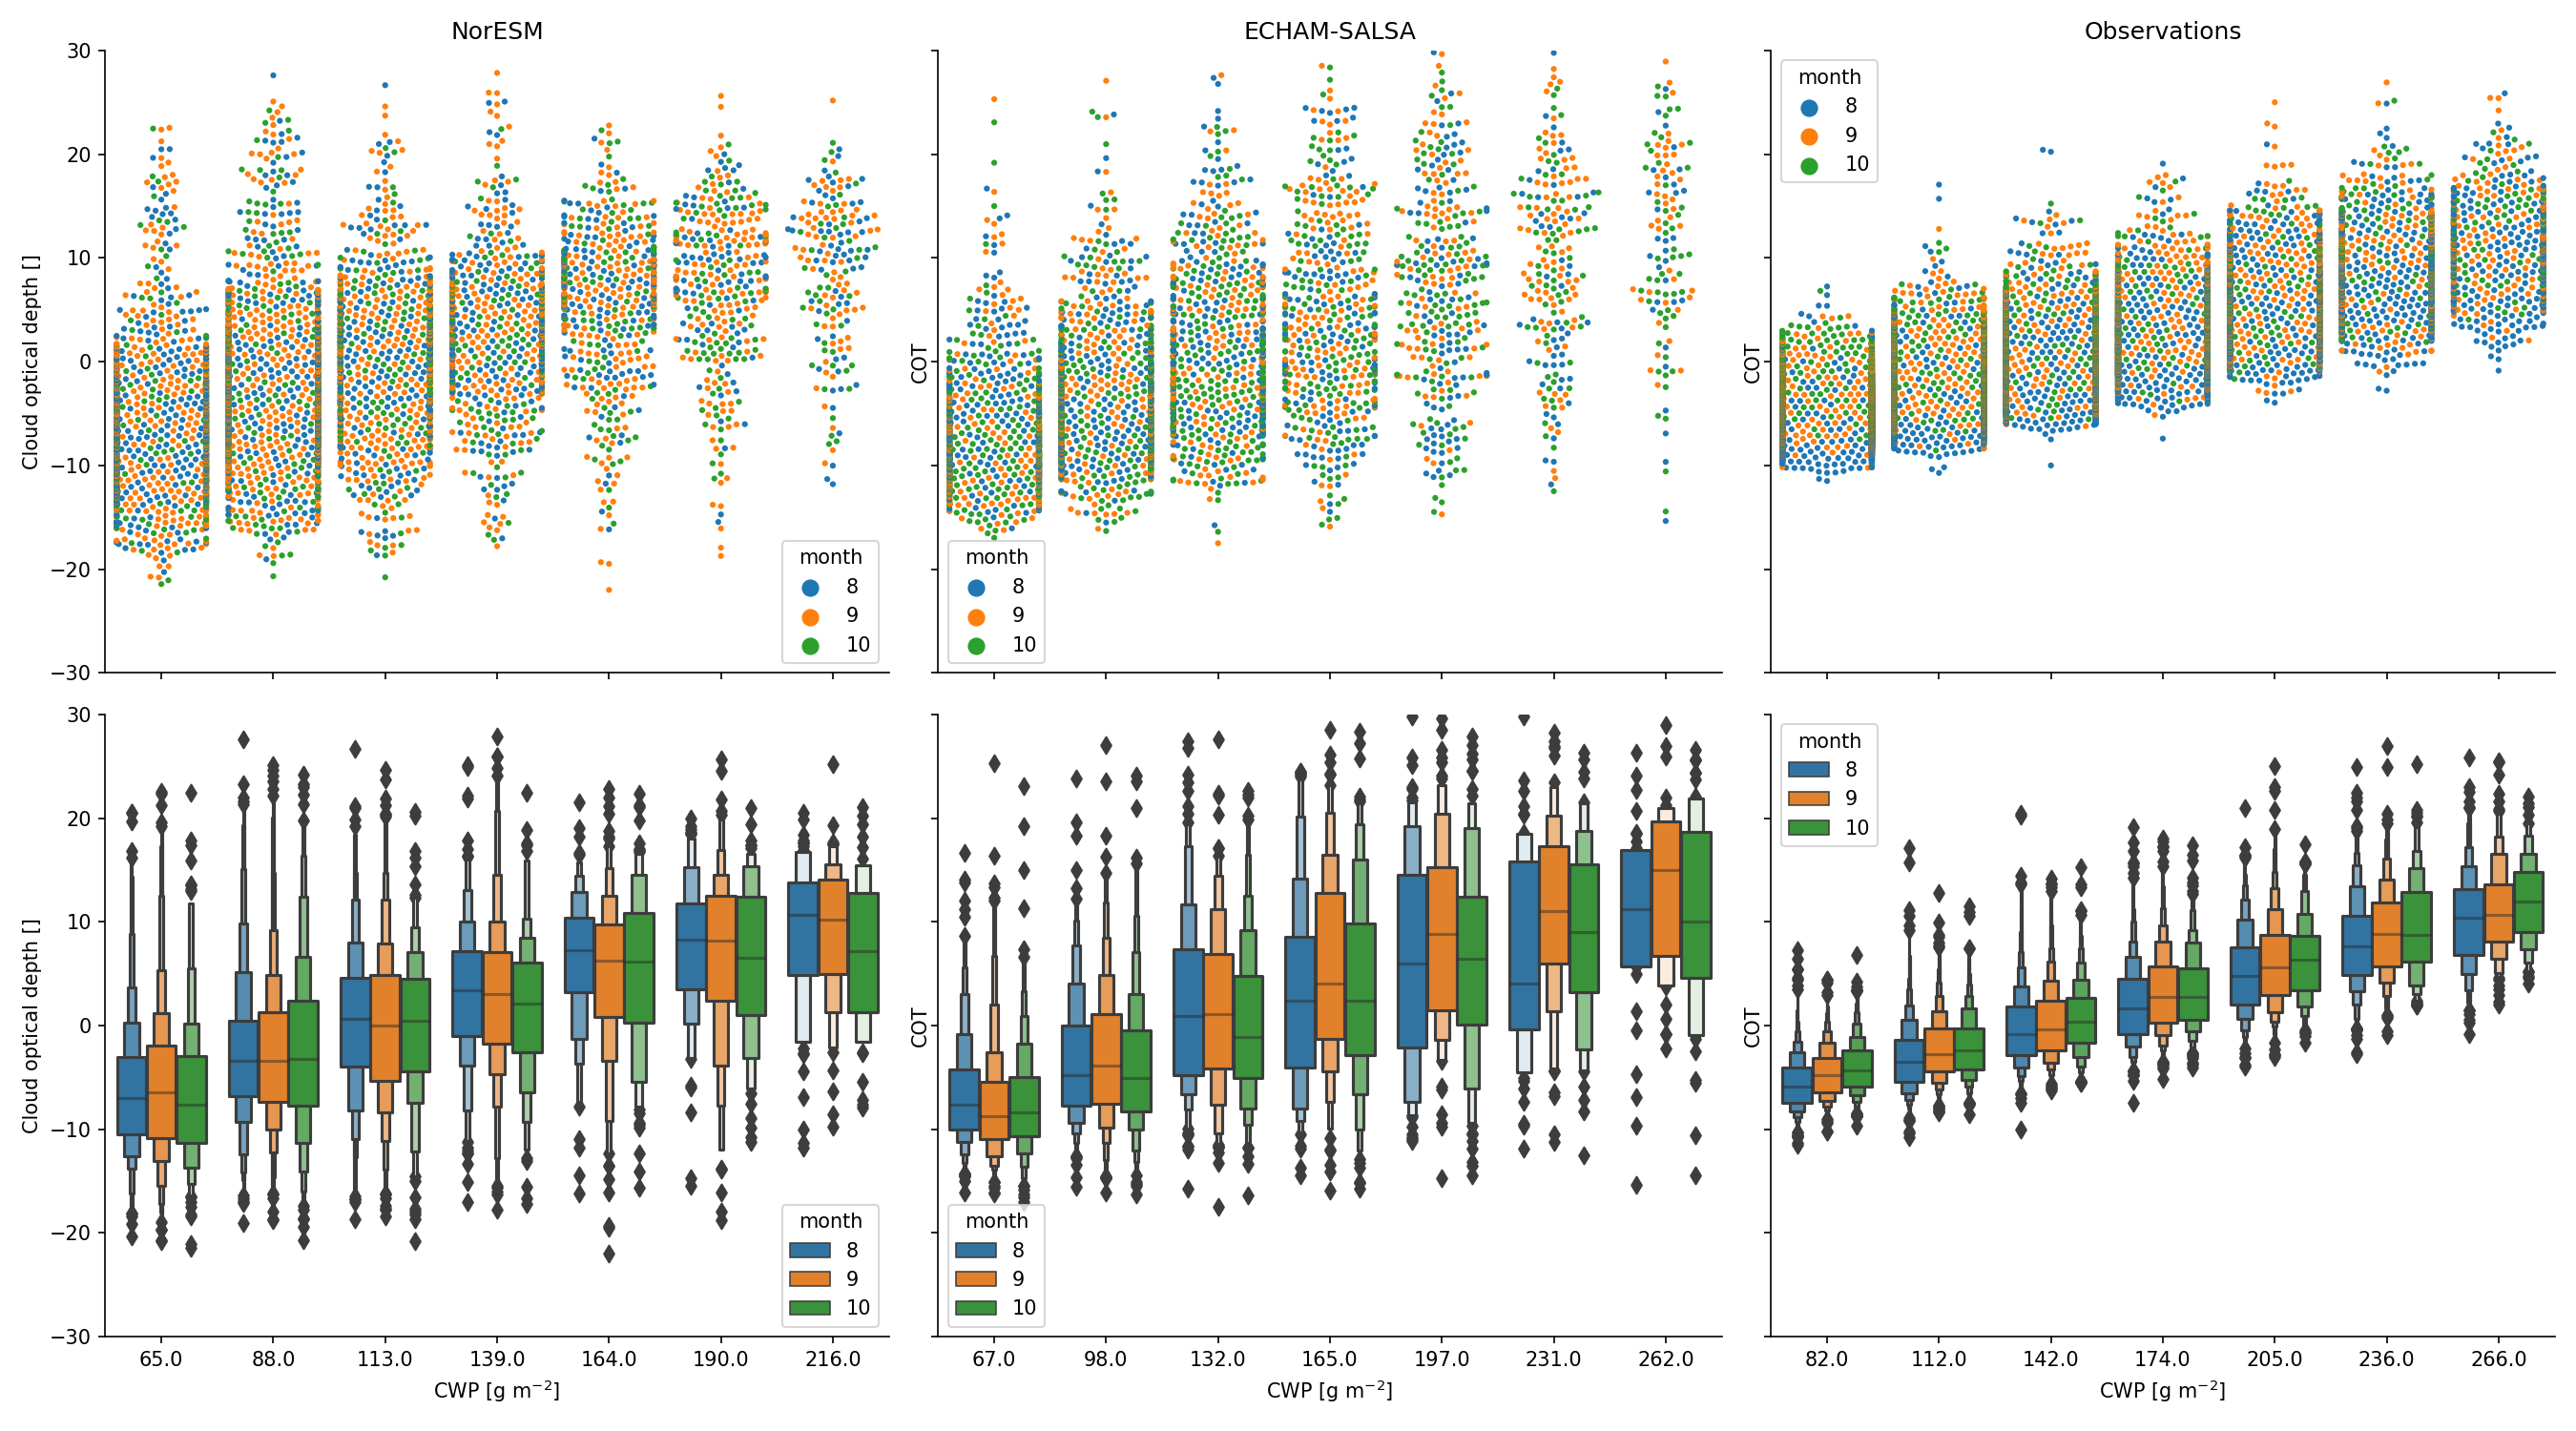 NorESM
ECHAM-SALSA
Observations
Cloud optical depth []
30
20
10
0
−10
−20
−30
month
8
9
10
COT
month
8
9
10
COT
month
8
9
10
Cloud optical depth []
30
20
10
0
−10
−20
−30
month
8
9
10
65.0 88.0 113.0 139.0 164.0 190.0 216.0
CWP [g m⁻²]
COT
month
8
9
10
67.0 98.0 132.0 165.0 197.0 231.0 262.0
CWP [g m⁻²]
COT
month
8
9
10
82.0 112.0 142.0 174.0 205.0 236.0 266.0
CWP [g m⁻²]